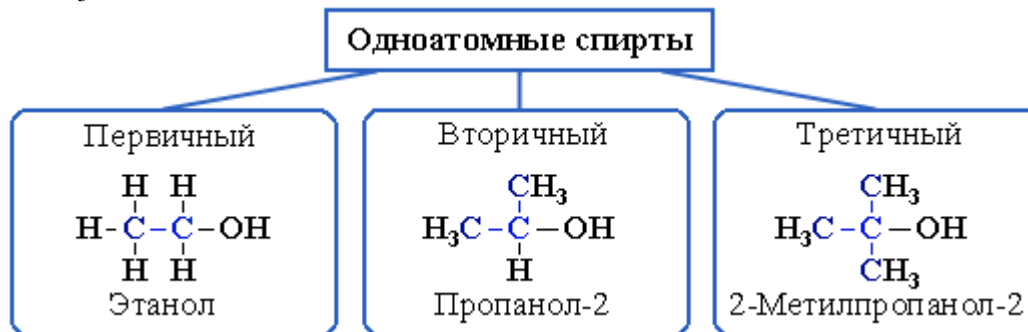 Одноатомные спирты
Первичный
H H
H-C-C-OH
H H
Этанол
Вторичный
CH₃
H₃C-C-OH
H
Пропанол-2
Третичный
CH₃
H₃C-C-OH
CH₃
2-Метилпропанол-2